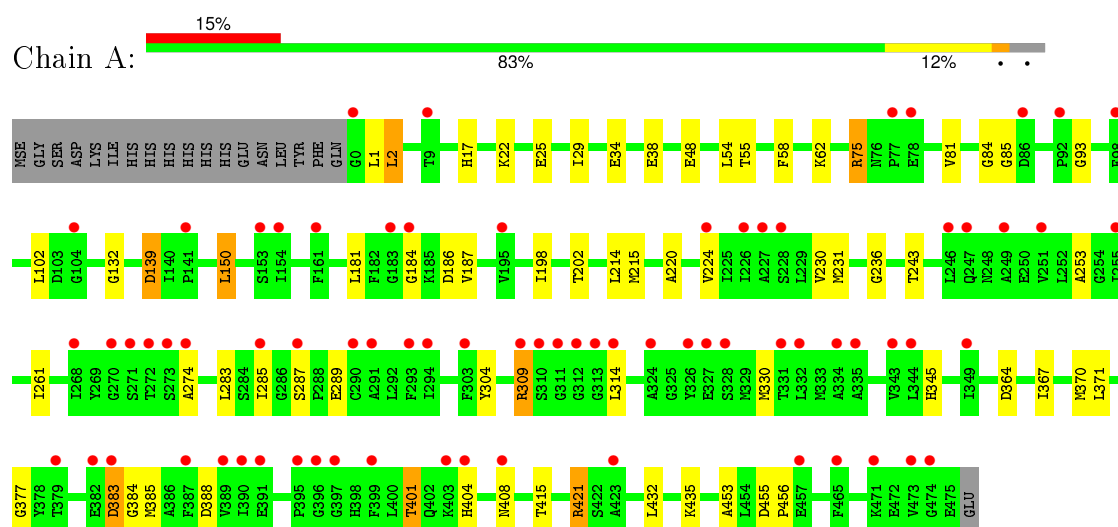 15%
Chain A:
83% 12% • •
MSE GLY SER ASP LYS ILE HIS HIS HIS HIS HIS HIS GLU ASN LEU TYR PHE GLN G0 L1 L2 T9 H17 K22 E25 I29 E34 E38 E48 L54 T55 F58 K62 R75 N76 P77 E78 V81 G84 G85 D86 P92 G93 E98
L102 D103 G104 G132 D139 I140 P141 L150 S153 I154 F161 L181 F182 G183 G184 K185 D186 V187 V195 I198 T202 L214 M215 A220 V224 I225 I226 A227 S228 L229 V230 M231 G236 T243 L246 Q247 N248 A249 E250 V251 L252 A253 G254 I255
I261 I268 Y269 G270 S271 T272 S273 A274 L283 S284 I285 G286 S287 P288 E289 C290 A291 L292 F293 I294 F303 Y304 R309 S310 G311 G312 G313 L314 A324 G325 Y326 E327 S328 M329 M330 T331 L332 M333 A334 A335 V343 L344 H345 I349 D364 I367 M370 L371
G377 Y378 T379 E382 D383 G384 M385 A386 F387 D388 V389 I390 E391 P395 G396 G397 H398 F399 L400 T401 Q402 K403 H404 N408 T415 R421 S422 A423 L432 K435 A453 L454 D455 P456 E457 F465 K471 E472 V473 G474 E475 GLU